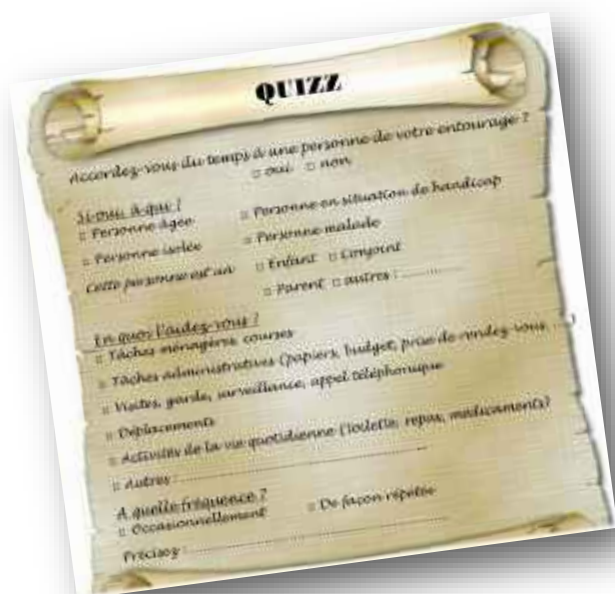 QUIZZ
Accordez-vous du temps à une personne de votre entourage ?
□ oui □ non
Si oui, à qui ?
□ Personne âgée □ Personne en situation de handicap
□ Personne isolée □ Personne malade
Cette personne est un □ Enfant □ Conjoint
□ Parent □ autres : ..............
En quoi l'aidez-vous ?
□ Tâches ménagères, courses
□ Tâches administratives (papiers, budget, prise de rendez-vous, ...)
□ Visites, garde, surveillance, appel téléphonique
□ Déplacements
□ Activités de la vie quotidienne (Toilette, repas, médicaments)
□ Autres : ..............................................
A quelle fréquence ?
□ Occasionnellement □ De façon répétée
Précisez : ..............................................